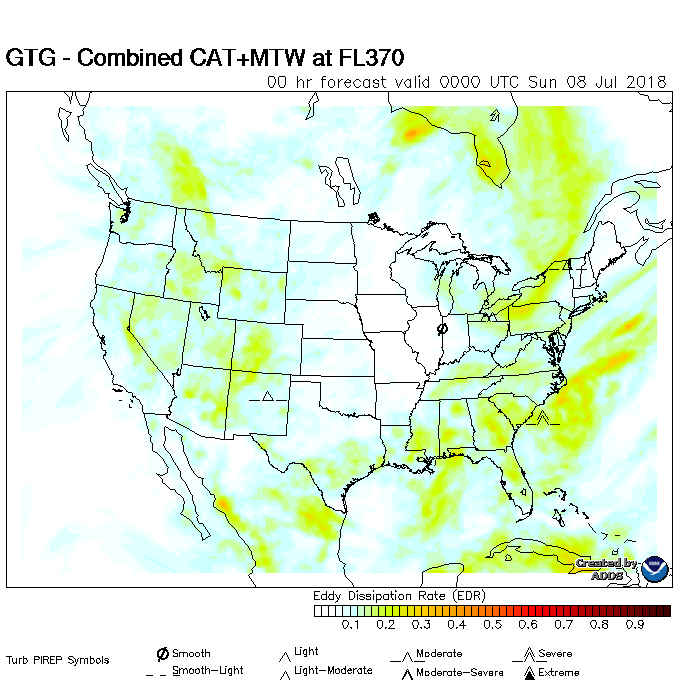 GTG - Combined CAT+MTW at FL370
00 hr forecast valid 0000 UTC Sun 08 Jul 2018
Created by
ADDS
Eddy Dissipation Rate (EDR)
0.1 0.2 0.3 0.4 0.5 0.6 0.7 0.8 0.9
Turb PIREP Symbols
Smooth Light Moderate Severe
Smooth-Light Light-Moderate Moderate-Severe Extreme